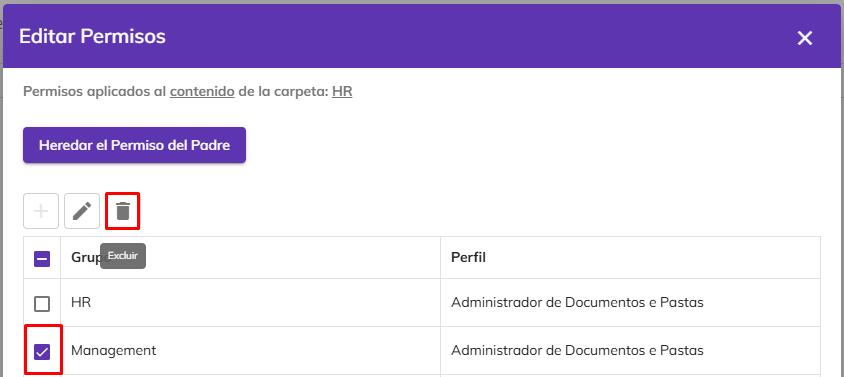 Editar Permisos
Permisos aplicados al contenido de la carpeta: HR
Heredar el Permiso del Padre
Excluir
Grupo Perfil
HR Administrador de Documentos e Pastas
Management Administrador de Documentos e Pastas